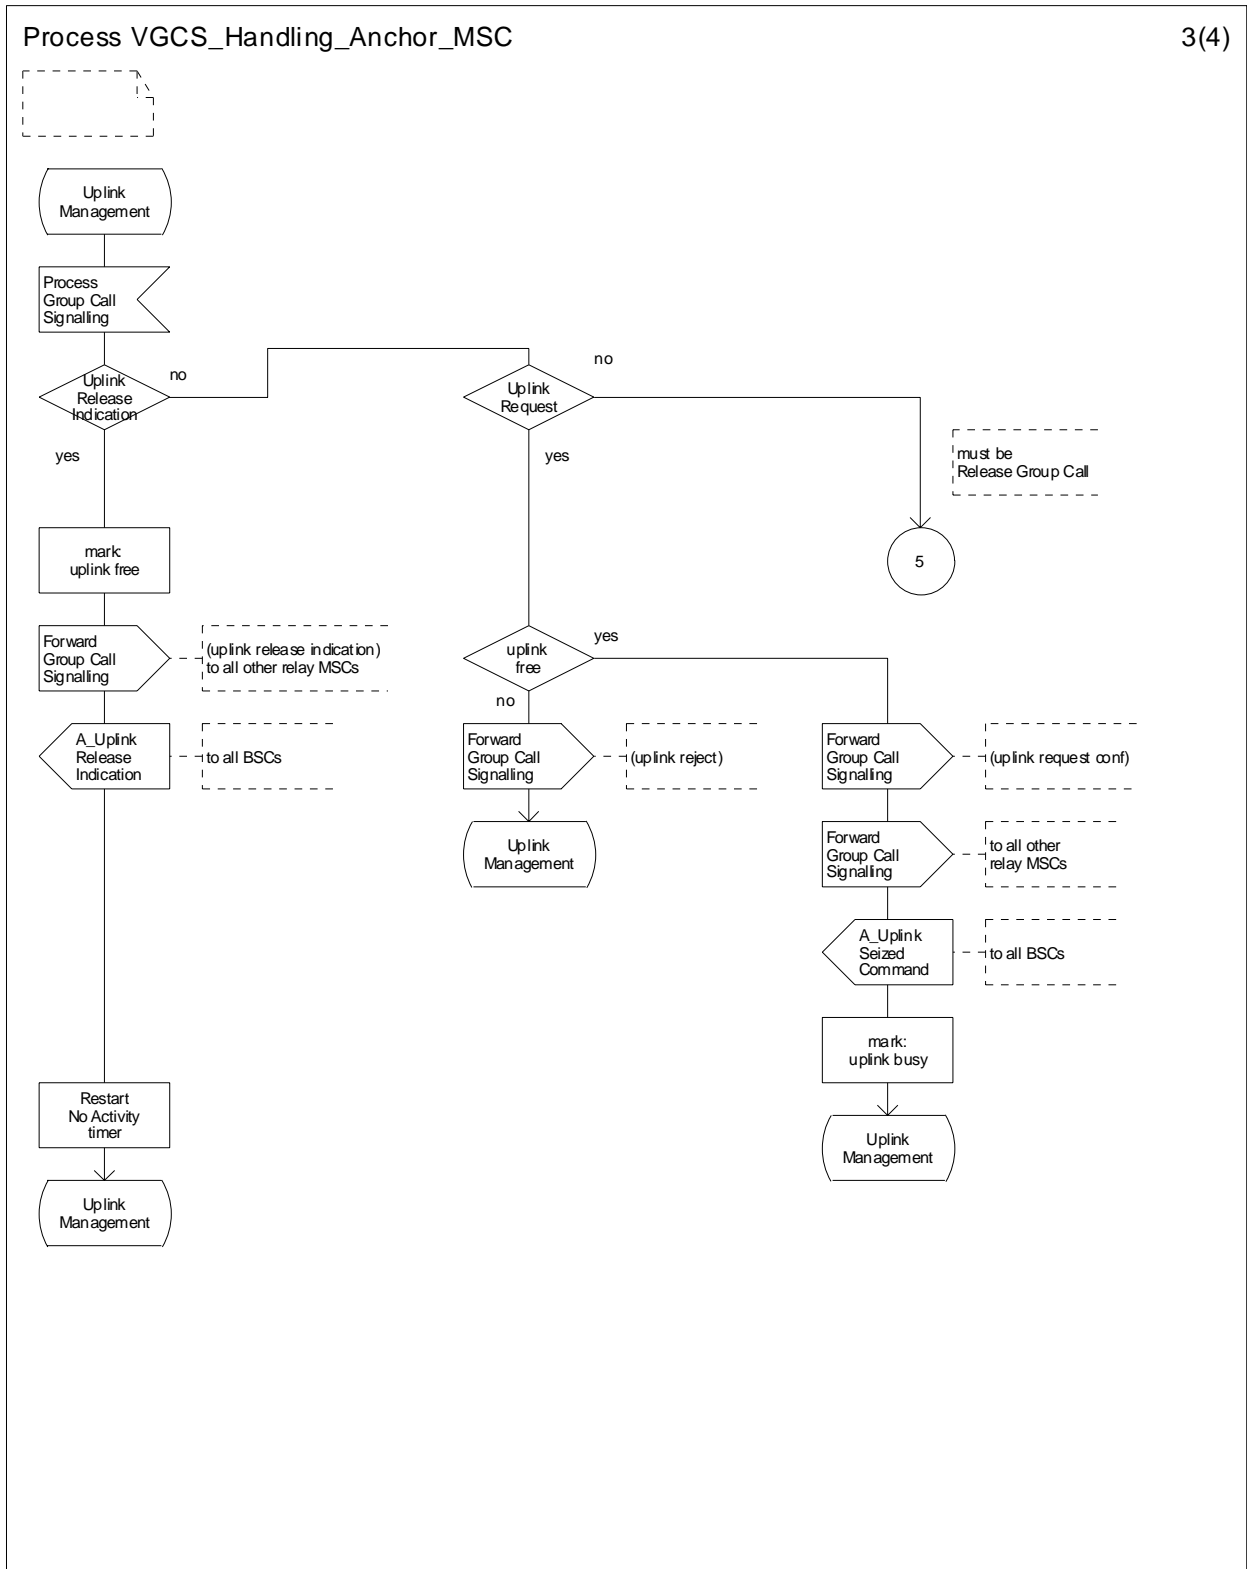 Process VGCS_Handling_Anchor_MSC
3(4)
Uplink
Management
Process
Group Call
Signalling
Uplink
Release
Indication
no
yes
Uplink
Request
no
yes
must be
Release Group Call
5
mark:
uplink free
Forward
Group Call
Signalling
(uplink release indication)
to all other relay MSCs
A_Uplink
Release
Indication
to all BSCs
Restart
No Activity
timer
Uplink
Management
uplink
free
yes
no
Forward
Group Call
Signalling
(uplink reject)
Uplink
Management
Forward
Group Call
Signalling
(uplink request conf)
Forward
Group Call
Signalling
to all other
relay MSCs
A_Uplink
Seized
Command
to all BSCs
mark:
uplink busy
Uplink
Management